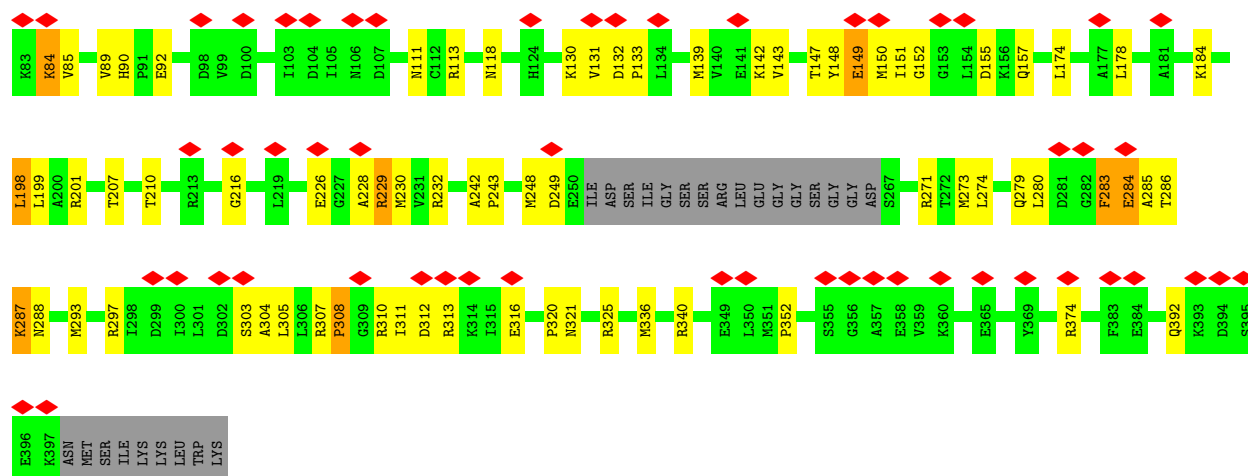 K83 K84 V85 V89 H90 P91 E92 D98 V99 D100 I103 D104 I105 N106 D107 N111 C112 R113 N118 H124 K130 V131 D132 P133 L134 M139 V140 E141 K142 V143 T147 Y148 E149 M150 I151 G152 G153 L154 D155 K156 Q157 L174 A177 L178 A181 K184
L198 L199 A200 R201 T207 T210 R213 G216 L219 E226 G227 A228 R229 M230 V231 R232 A242 P243 M248 D249 E250 ILE ASP SER ILE GLY SER SER ARG LEU GLU GLY GLY SER GLY GLY ASP S267 R271 T272 M273 L274 Q279 L280 D281 G282 F283 E284 A285 T286
K287 N288 M293 R297 I298 D299 I300 L301 D302 S303 A304 L305 L306 R307 P308 G309 R310 I311 D312 R313 K314 I315 E316 P320 N321 R325 M336 R340 E349 L350 M351 P352 S355 G356 A357 E358 V359 K360 E365 Y369 R374 F383 E384 Q392 K393 D394 S395
E396 K397 ASN MET SER ILE LYS LYS LEU TRP LYS